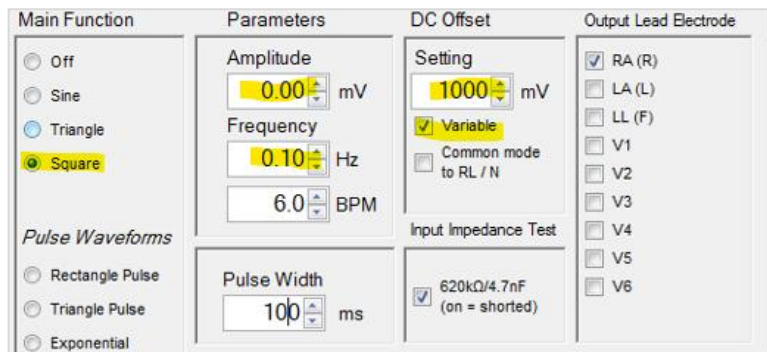 Main Function
Off
Sine
Triangle
Square
Pulse Waveforms
Rectangle Pulse
Triangle Pulse
Exponential
Parameters
Amplitude
0.00 mV
Frequency
0.10 Hz
6.0 BPM
Pulse Width
100 ms
DC Offset
Setting
1000 mV
Variable
Common mode
to RL / N
Input Impedance Test
620kΩ/4.7nF
(on = shorted)
Output Lead Electrode
RA (R)
LA (L)
LL (F)
V1
V2
V3
V4
V5
V6